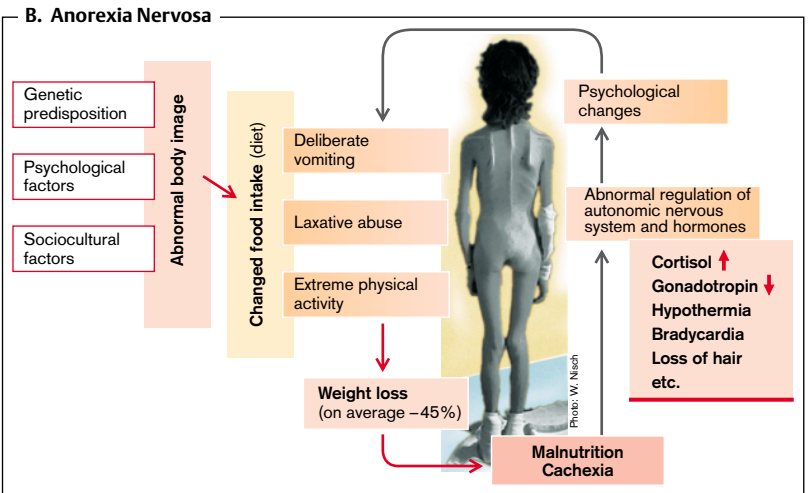 B. Anorexia Nervosa
Genetic
predisposition
Psychological
factors
Sociocultural
factors
Abnormal body image
Changed food intake (diet)
Deliberate
vomiting
Laxative abuse
Extreme physical
activity
Weight loss
(on average –45%)
Malnutrition
Cachexia
Photo: W. Nisch
Psychological
changes
Abnormal regulation of
autonomic nervous
system and hormones
Cortisol
Gonadotropin
Hypothermia
Bradycardia
Loss of hair
etc.